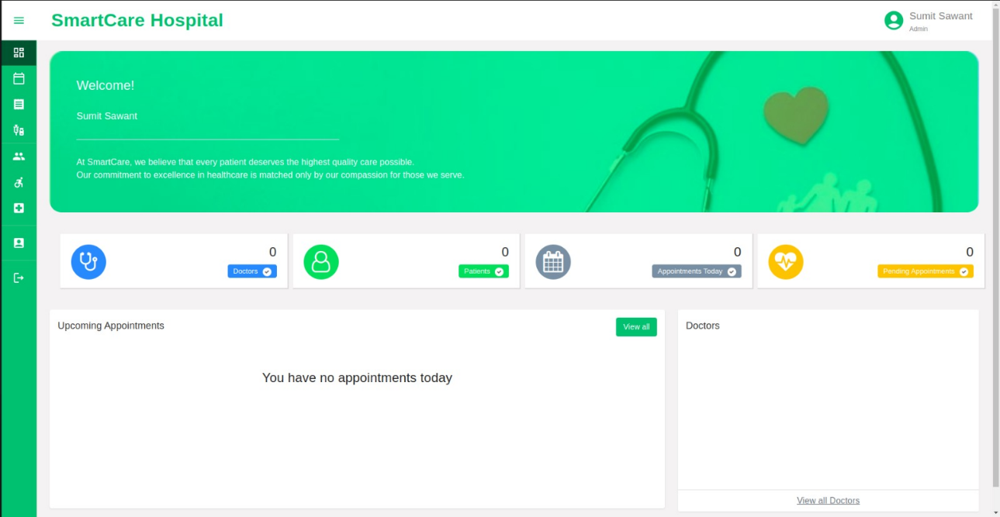 SmartCare Hospital
Sumit Sawant
Admin
Welcome!
Sumit Sawant
At SmartCare, we believe that every patient deserves the highest quality care possible.
Our commitment to excellence in healthcare is matched only by our compassion for those we serve.
0
Doctors
0
Patients
0
Appointments Today
0
Pending Appointments
Upcoming Appointments
View all
You have no appointments today
Doctors
View all Doctors